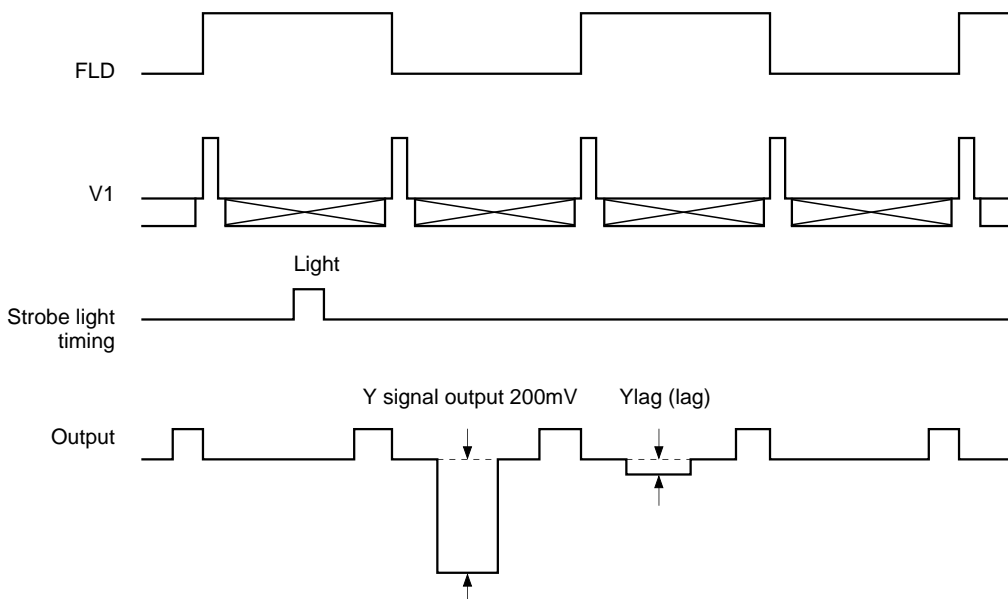 FLD
V1
Light
Strobe light
timing
Y signal output 200mV
Ylag (lag)
Output